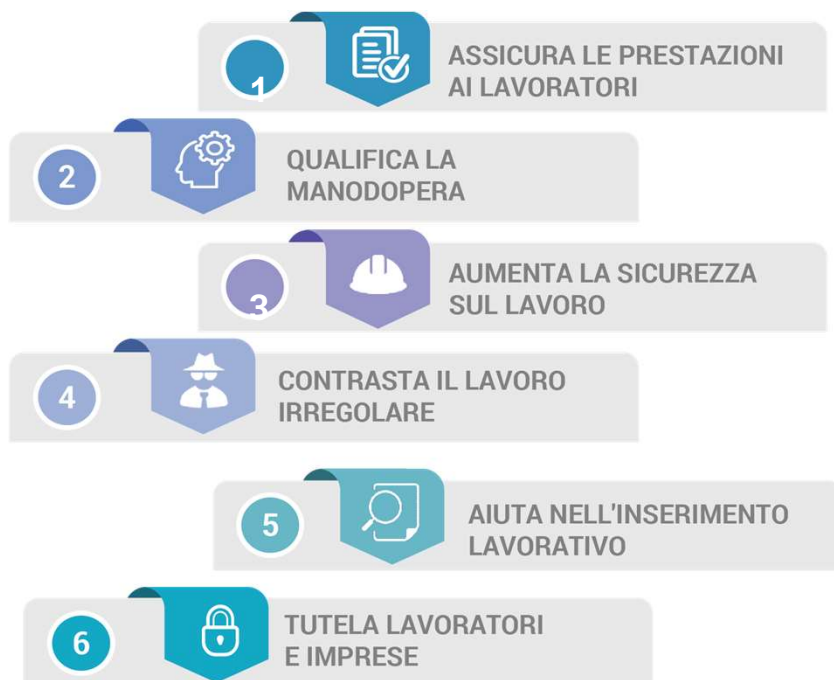 1
ASSICURA LE PRESTAZIONI
AI LAVORATORI
2
QUALIFICA LA
MANODOPERA
3
AUMENTA LA SICUREZZA
SUL LAVORO
4
CONTRASTA IL LAVORO
IRREGOLARE
5
AIUTA NELL'INSERIMENTO
LAVORATIVO
6
TUTELA LAVORATORI
E IMPRESE